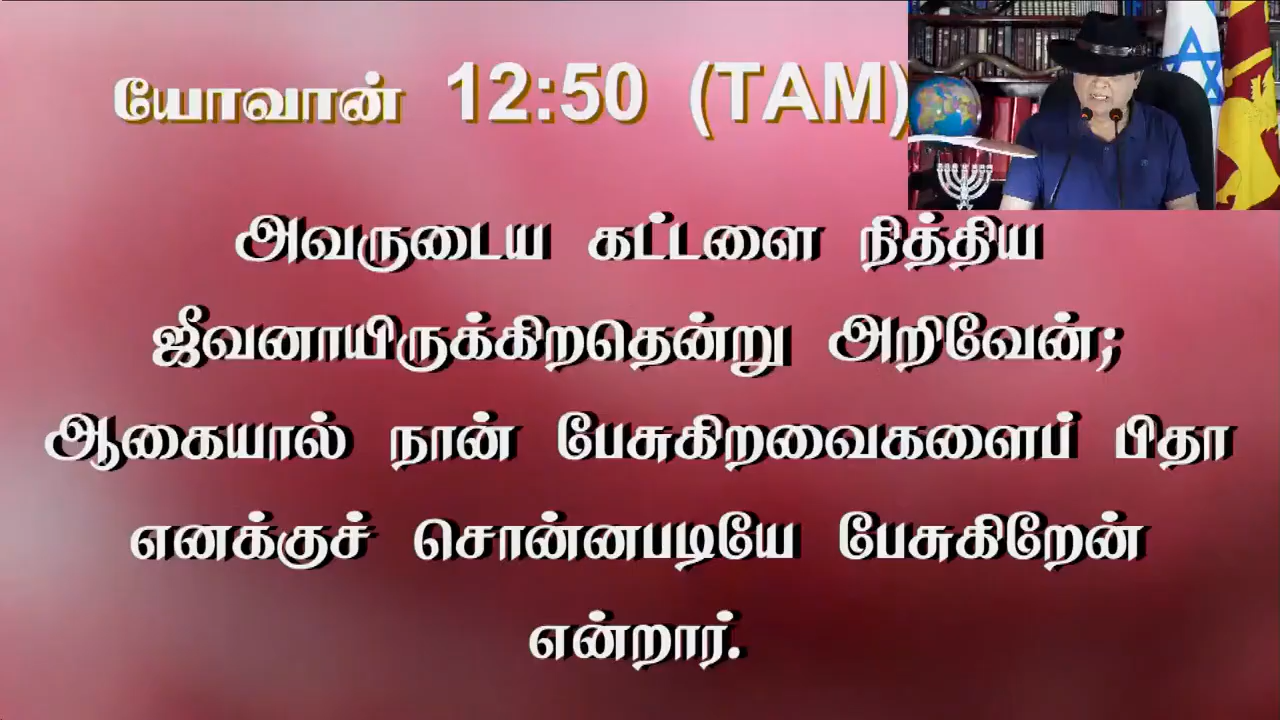 யோவான் 12:50 (TAM)
அவருடைய கட்டளை நித்திய
ஜீவனாயிருக்கிறதென்று அறிவேன்;
ஆகையால் நான் பேசுகிறவைகளைப் பிதா
எனக்குச் சொன்னபடியே பேசுகிறேன்
என்றார்.